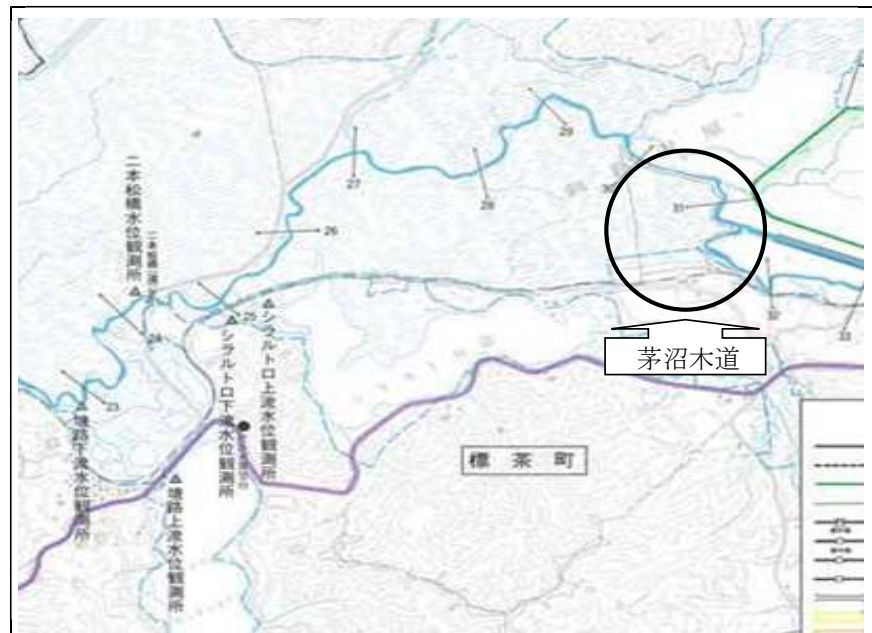 29
27
28
31
26
二本松橋水位観測所
シラルトロ上流水位観測所
25
24
シラルトロ下流水位観測所
32
33
茅沼木道
23
塘路下流水位観測所
標茶町
塘路上流水位観測所